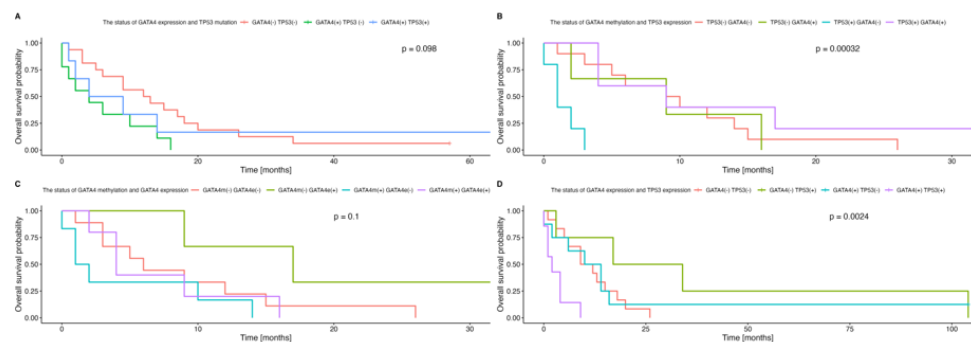 A
The status of GATA4 expression and TP53 mutation GATA4(-) TP53(-) GATA4(+) TP53 (-) GATA4(+) TP53(+)
p = 0.098
Overall survival probability
1.00
0.75
0.50
0.25
0.00
0 20 40 60
Time [months]
B
The status of GATA4 methylation and TP53 expression TP53(-) GATA4(-) TP53(-) GATA4(+) TP53(+) GATA4(-) TP53(+) GATA4(+)
p = 0.00032
Overall survival probability
1.00
0.75
0.50
0.25
0.00
0 10 20 30
Time [months]
C
The status of GATA4 methylation and GATA4 expression GATA4m(-) GATA4e(-) GATA4m(-) GATA4e(+) GATA4m(+) GATA4e(-) GATA4m(+) GATA4e(+)
p = 0.1
Overall survival probability
1.00
0.75
0.50
0.25
0.00
0 10 20 30
Time [months]
D
The status of GATA4 expression and TP53 expression GATA4(-) TP53(-) GATA4(-) TP53(+) GATA4(+) TP53(-) GATA4(+) TP53(+)
p = 0.0024
Overall survival probability
1.00
0.75
0.50
0.25
0.00
0 25 50 75 100
Time [months]